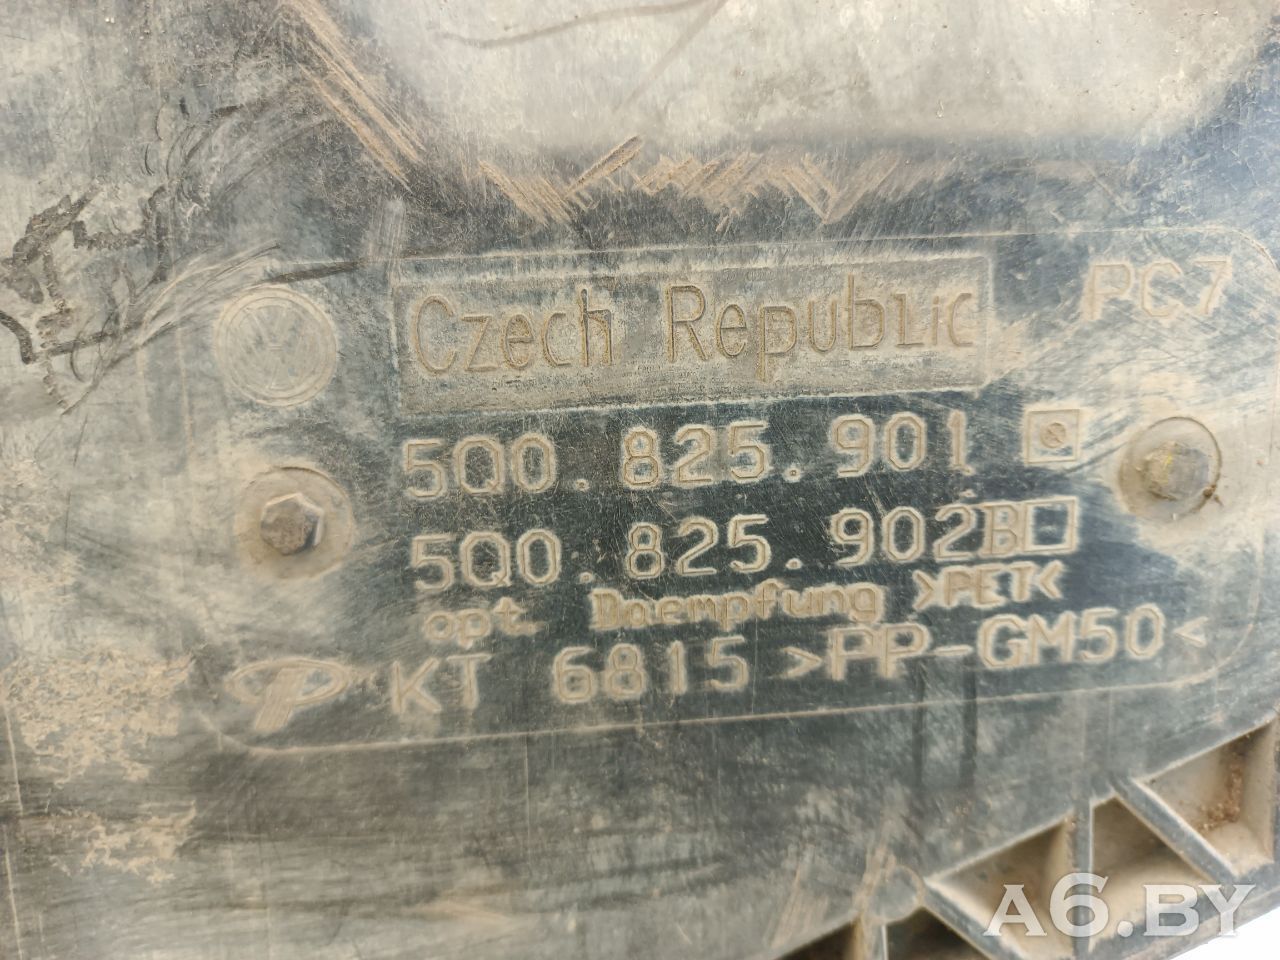 Czech Republic PC7
5Q0.825.901
5Q0.825.902B
opt. Daempfung >PET<
KT 6815 >PP-GM50<
A6.BY